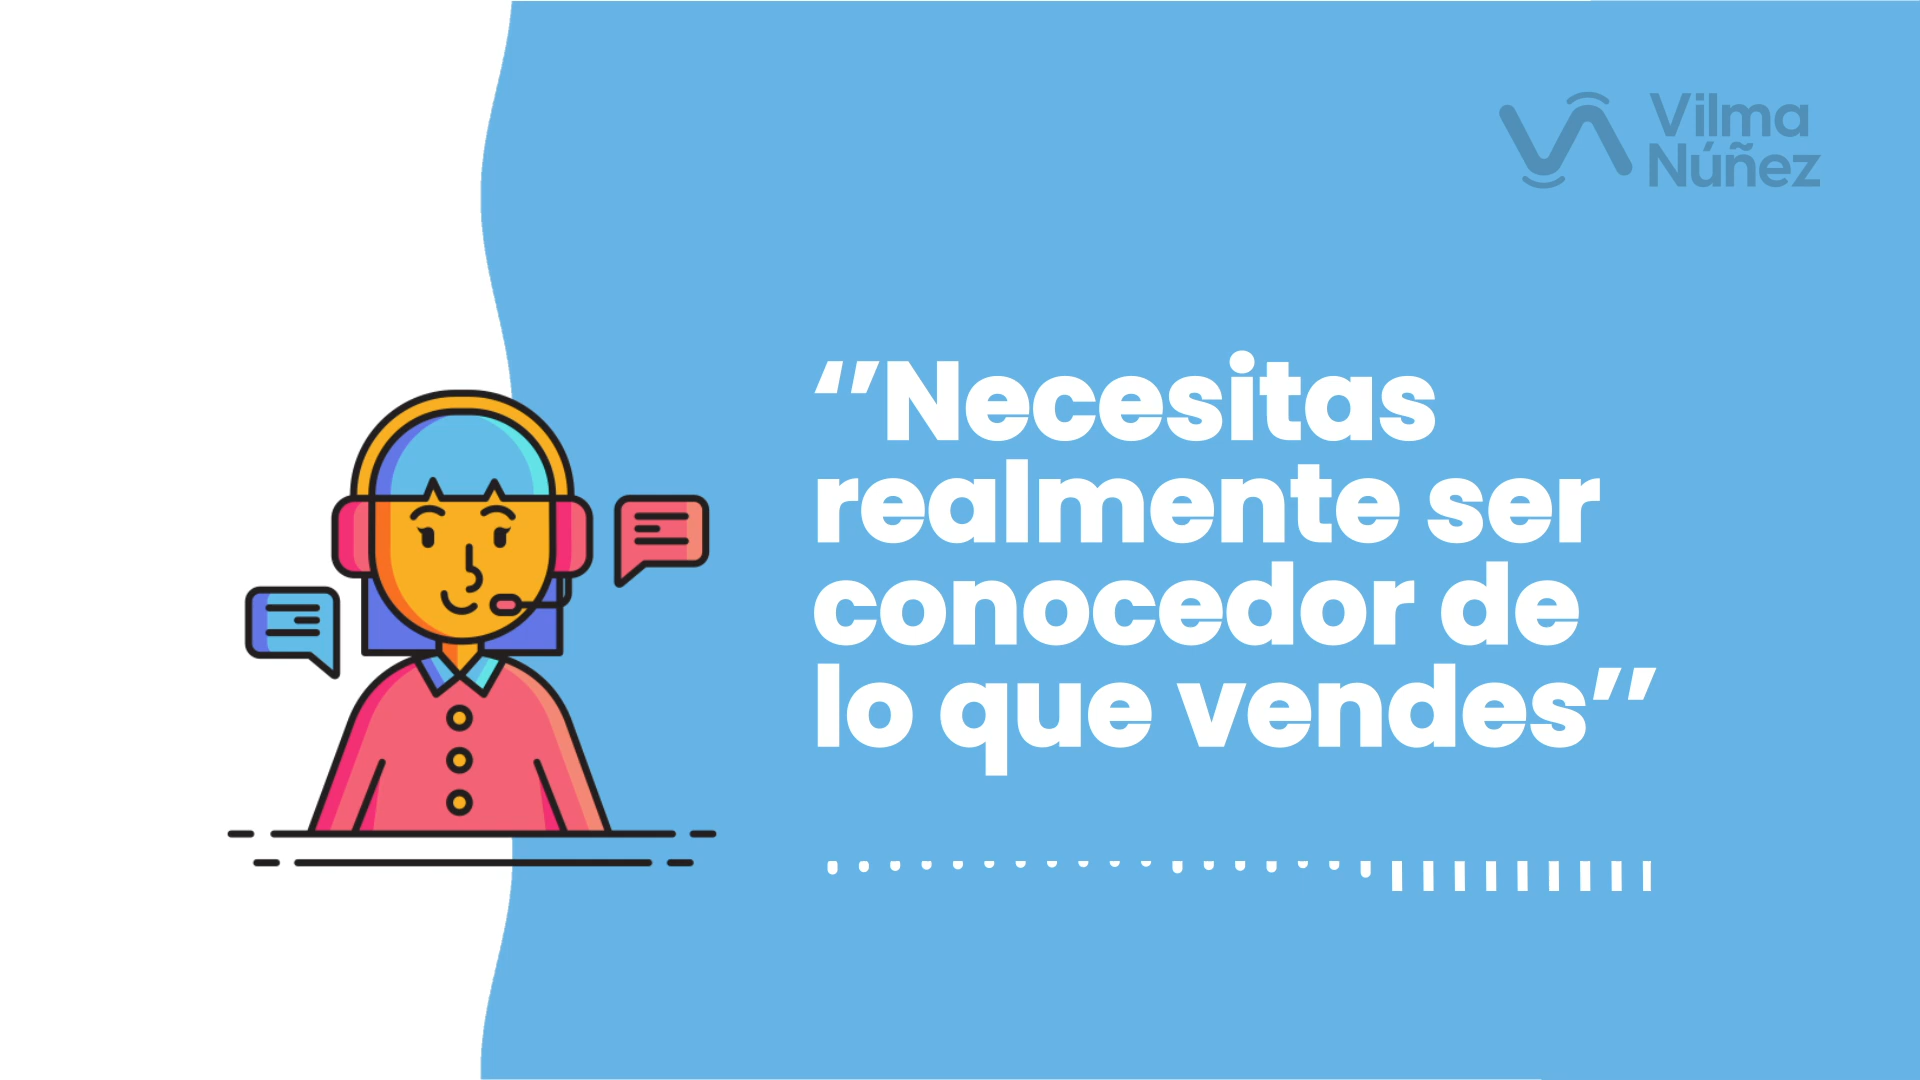 Vilma
Núñez
‘‘Necesitas
realmente ser
conocedor de
lo que vendes’’